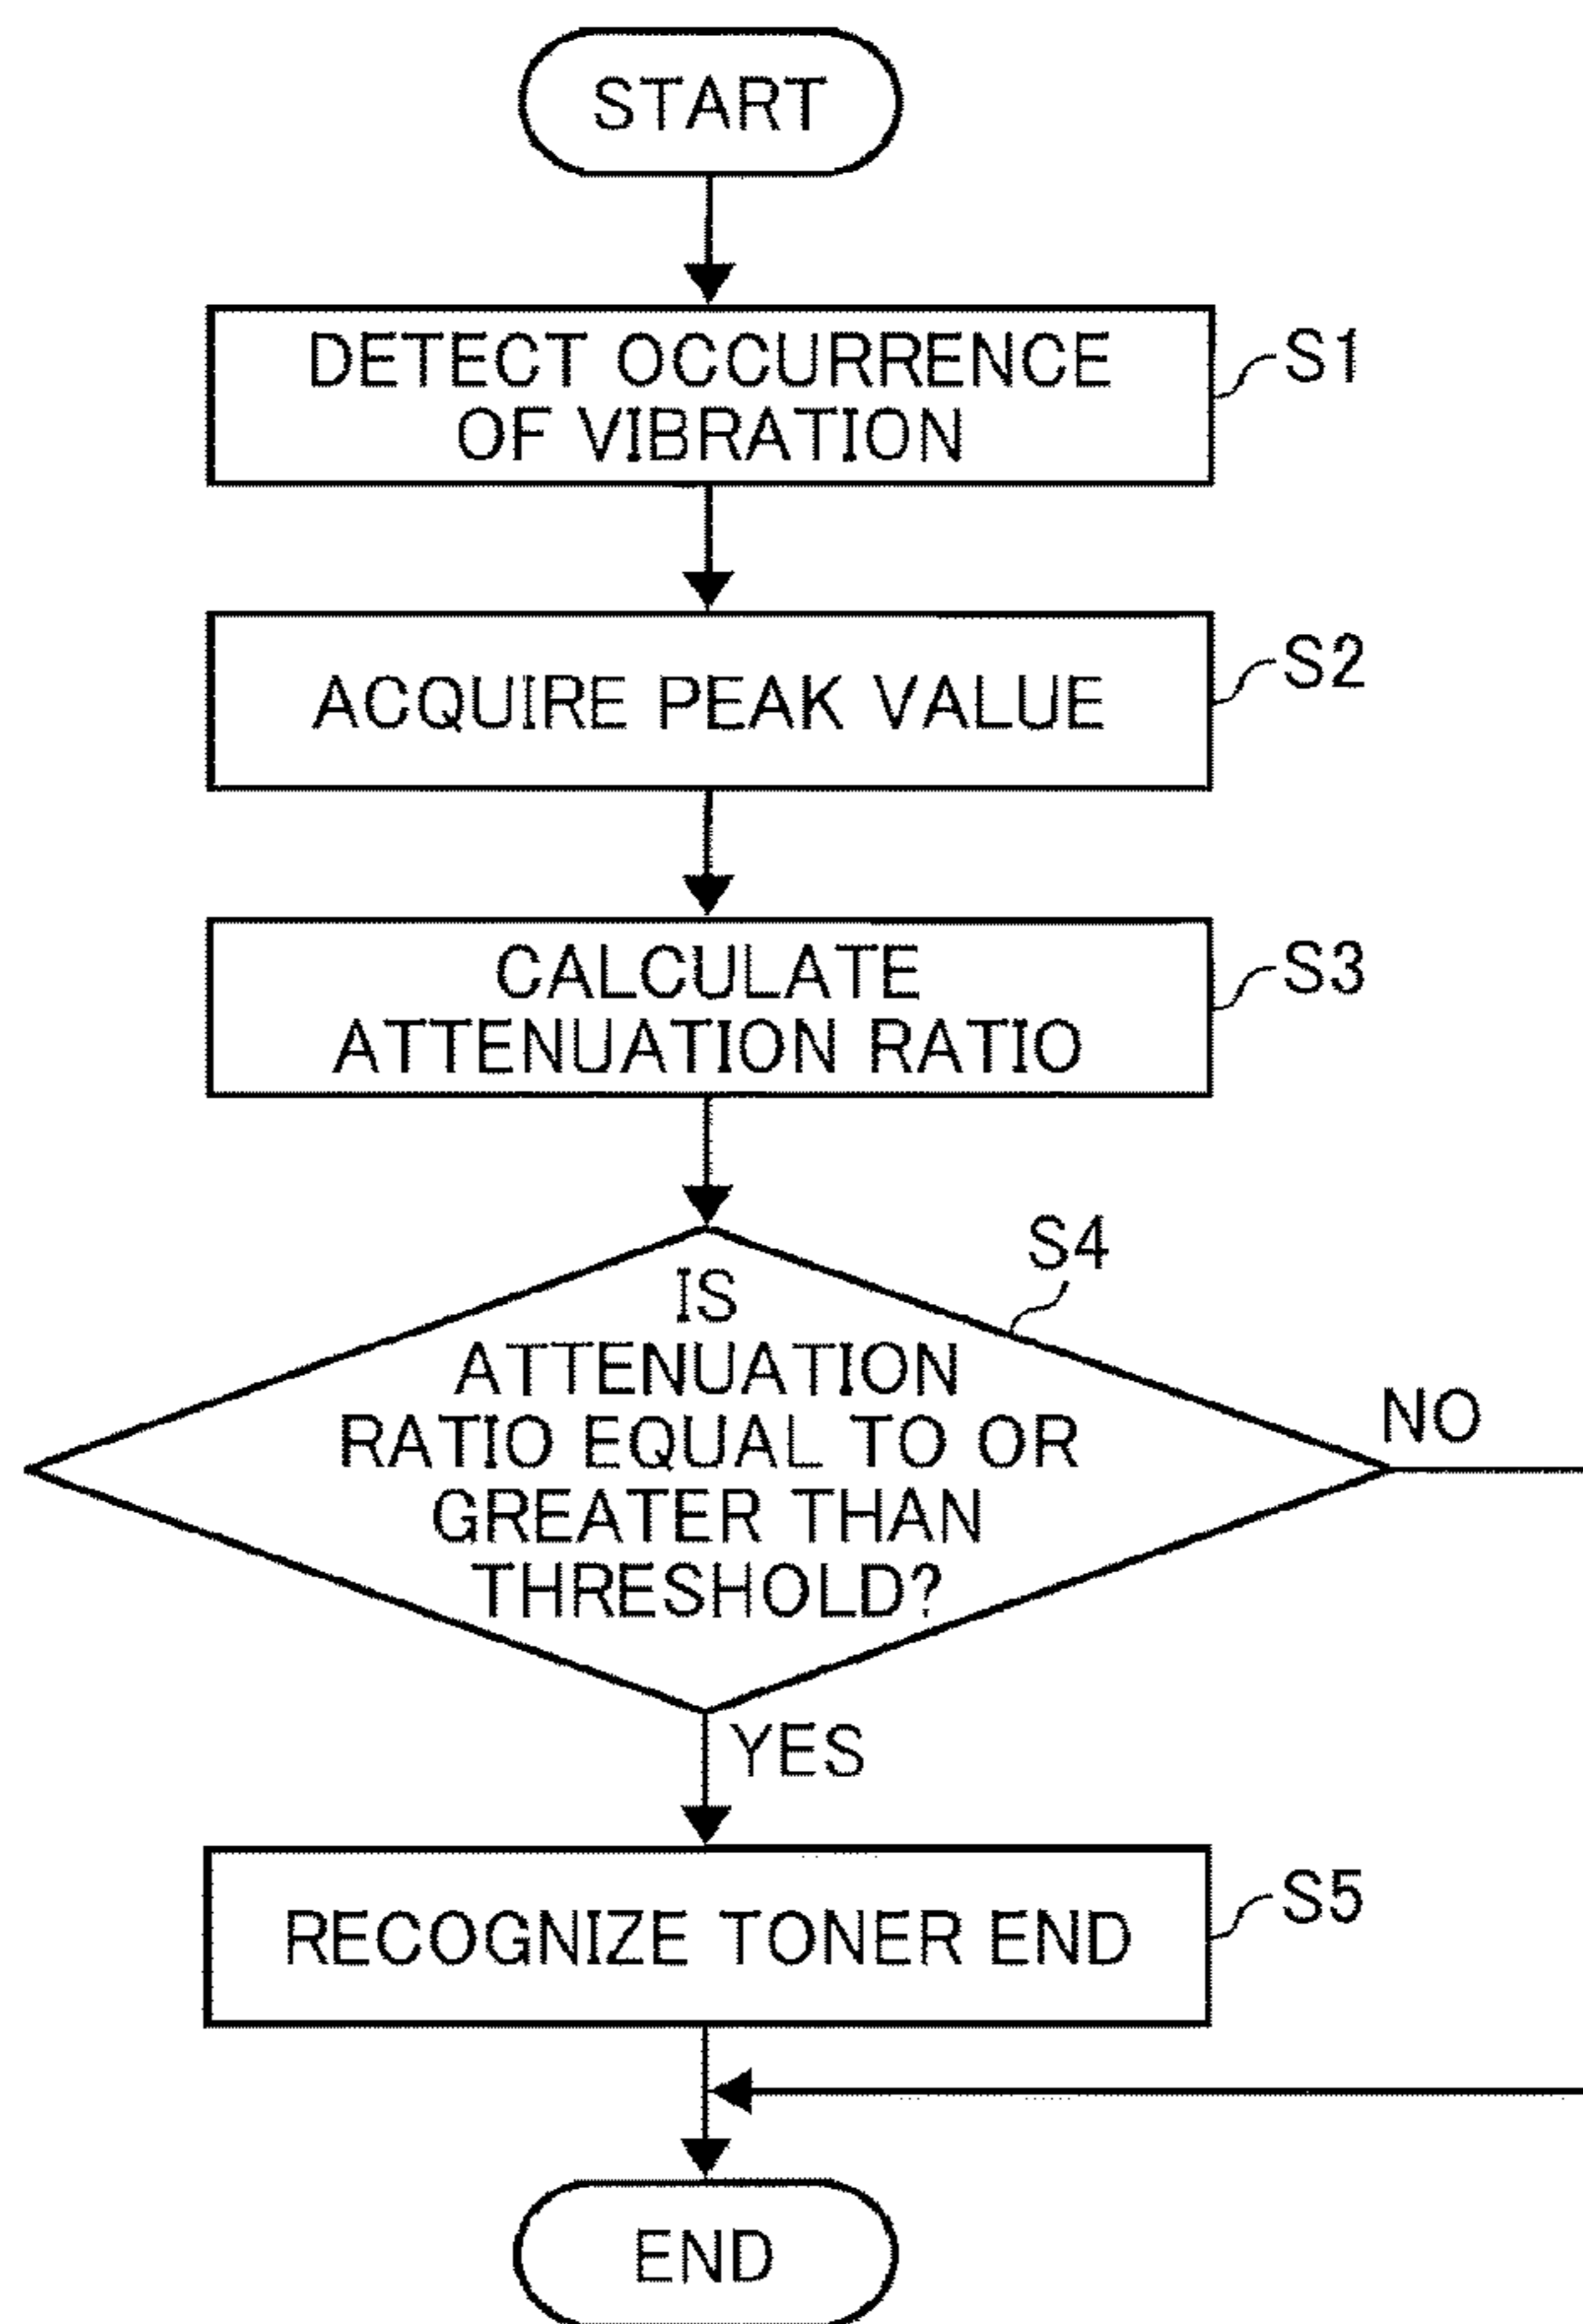 START
DETECT OCCURRENCE
OF VIBRATION
S1
ACQUIRE PEAK VALUE
S2
CALCULATE
ATTENUATION RATIO
S3
S4
IS
ATTENUATION
RATIO EQUAL TO OR
GREATER THAN
THRESHOLD?
NO
YES
RECOGNIZE TONER END
S5
END